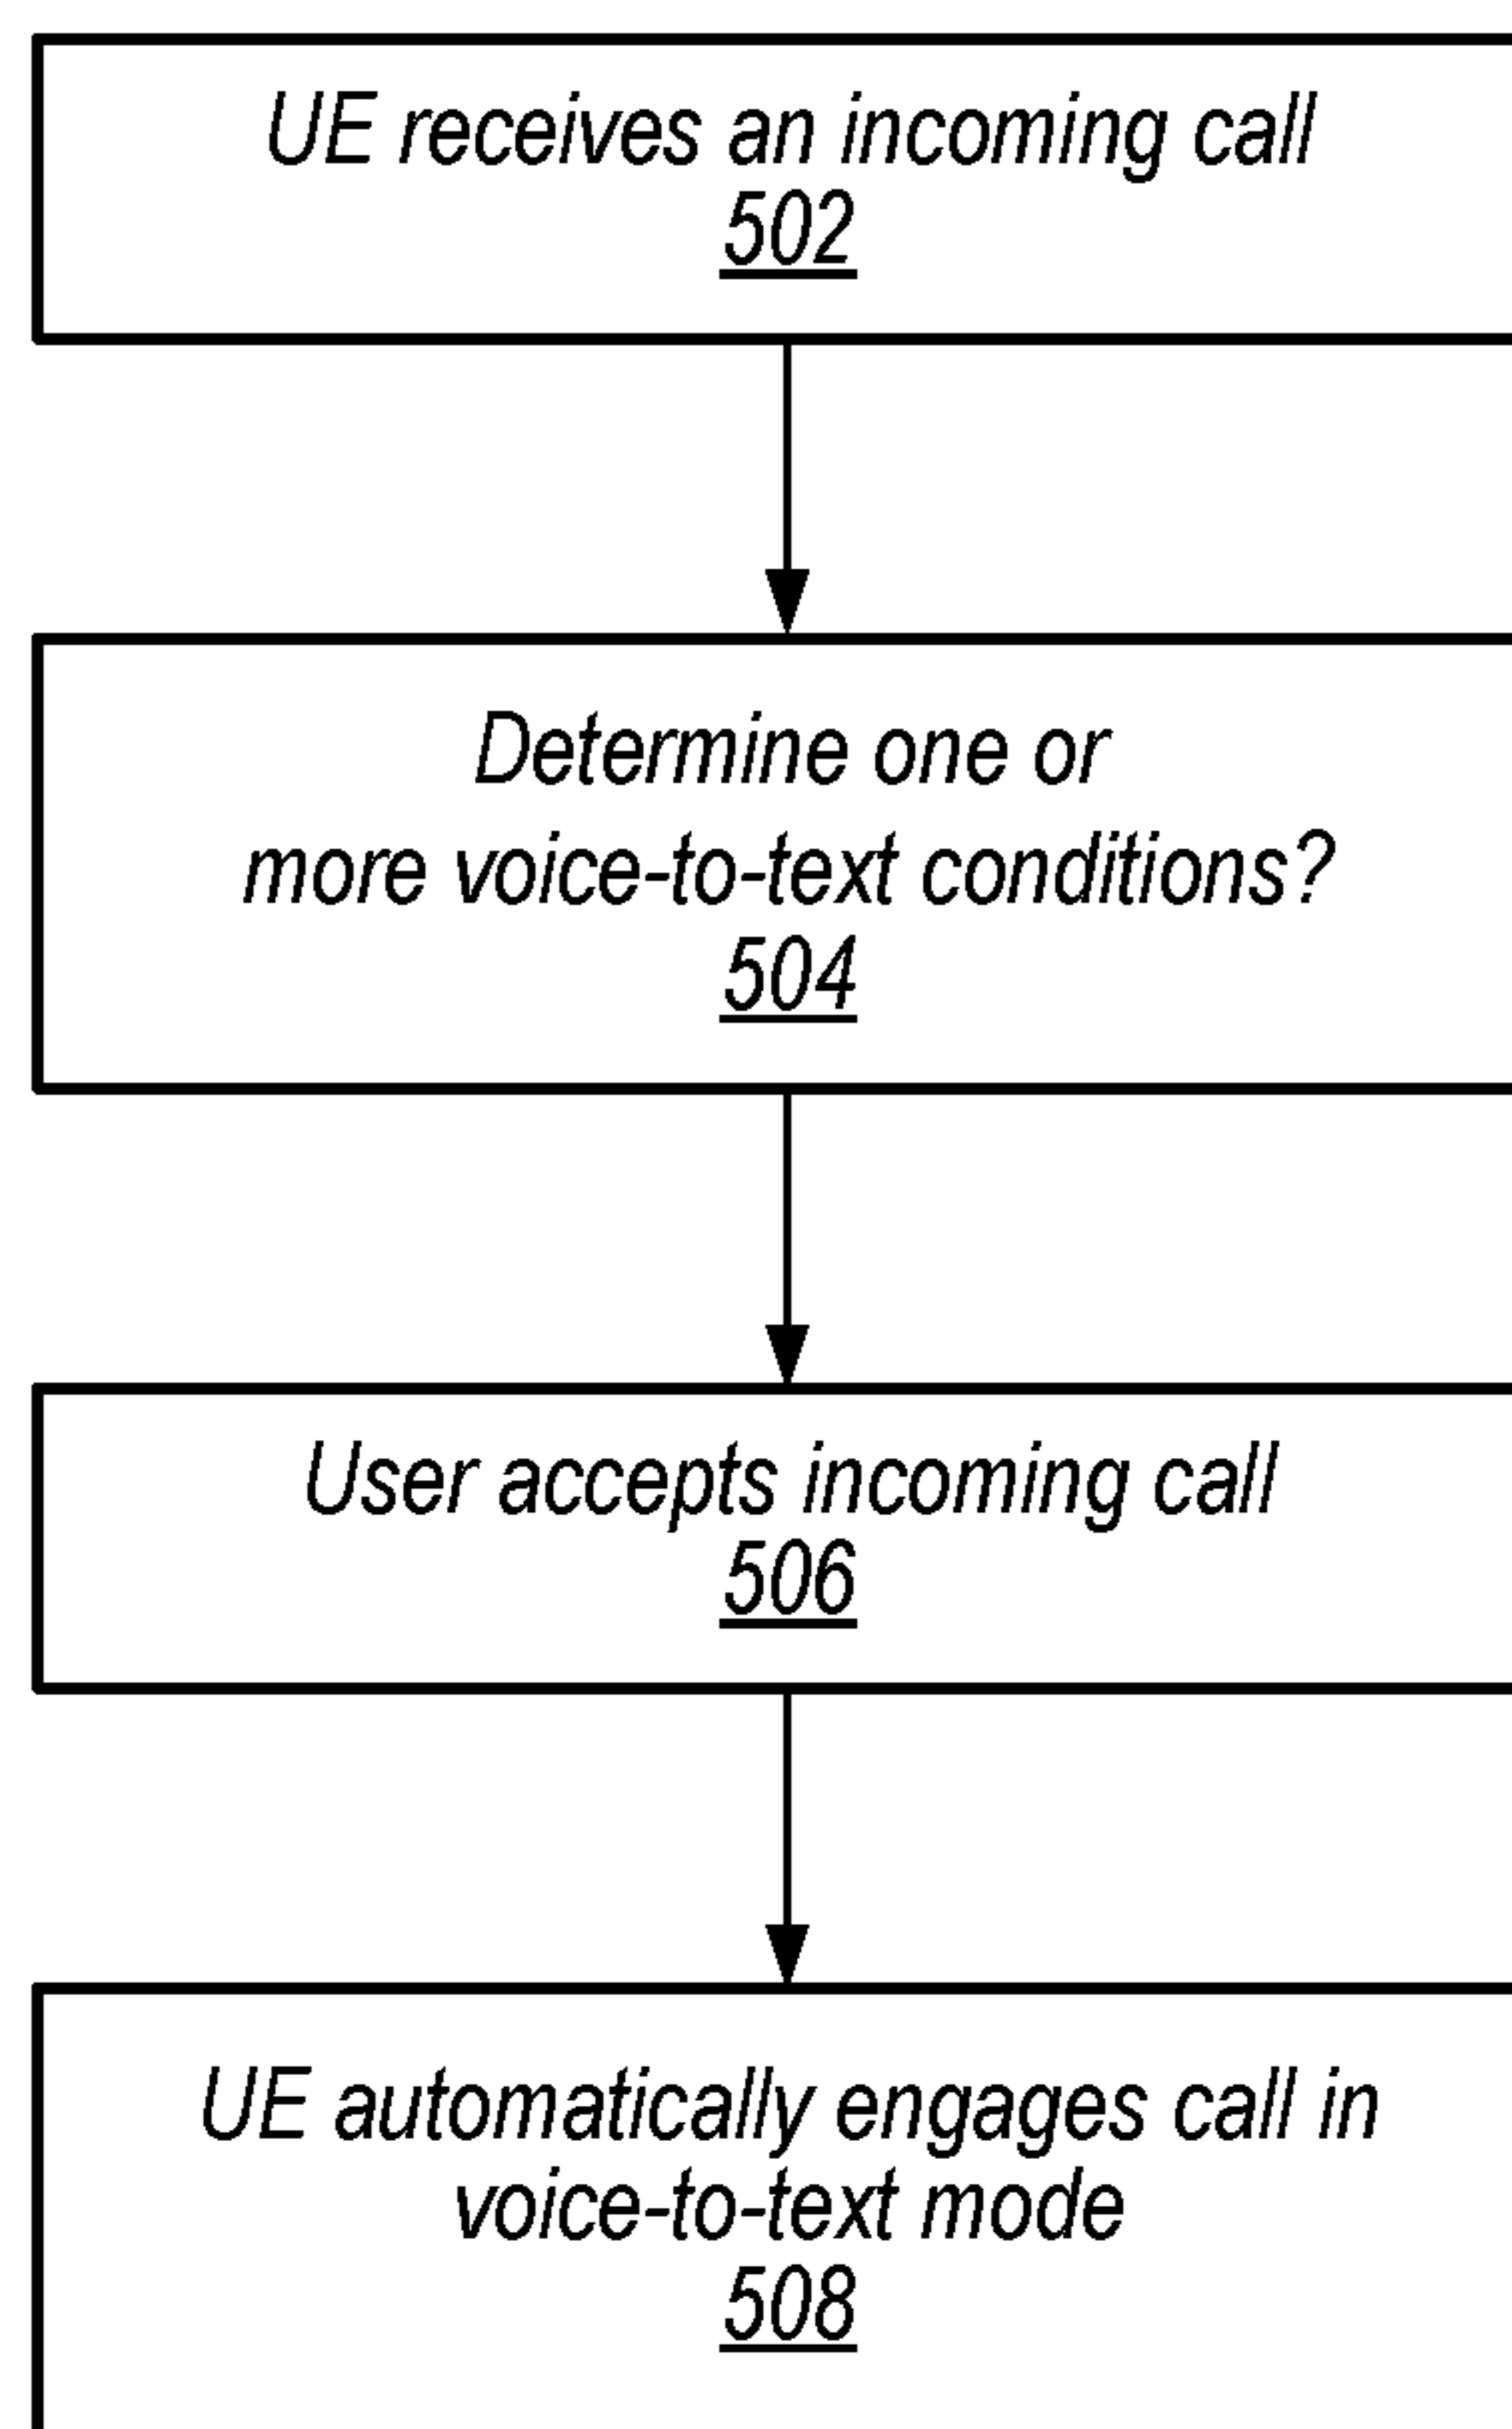 UE receives an incoming call
502
Determine one or
more voice-to-text conditions?
504
User accepts incoming call
506
UE automatically engages call in
voice-to-text mode
508